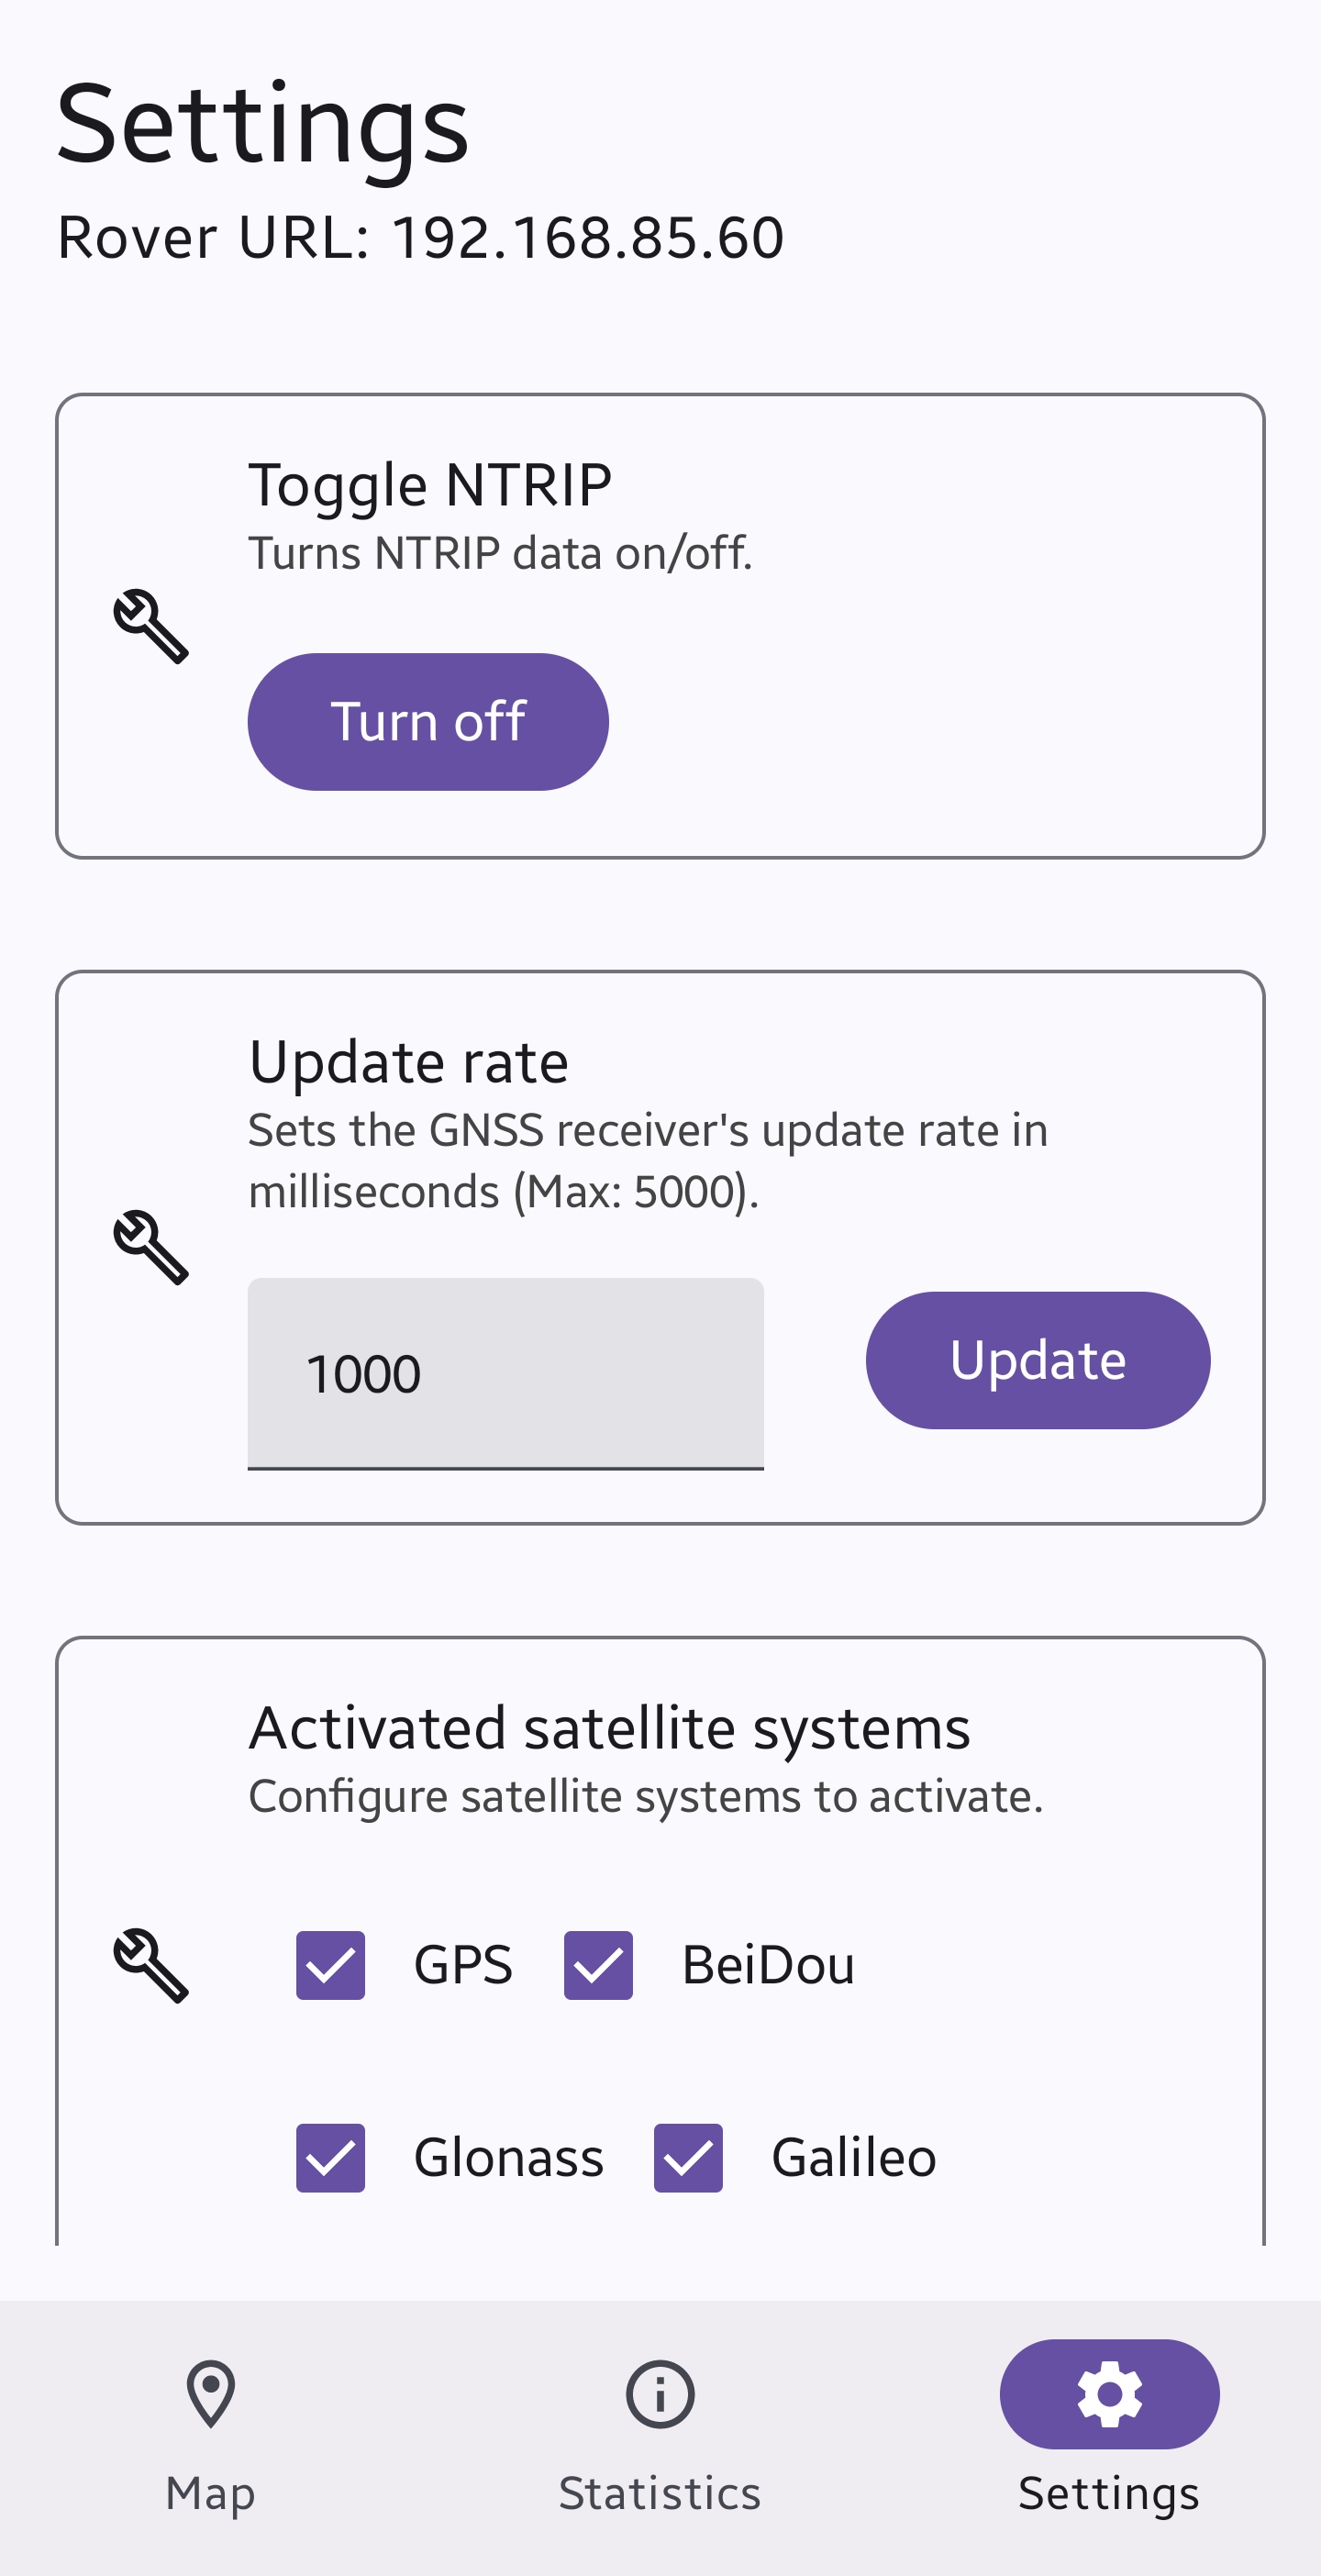 Settings
Rover URL: 192.168.85.60
Toggle NTRIP
Turns NTRIP data on/off.
Turn off
Update rate
Sets the GNSS receiver's update rate in
milliseconds (Max: 5000).
1000
Update
Activated satellite systems
Configure satellite systems to activate.
GPS BeiDou
Glonass Galileo
Map Statistics Settings